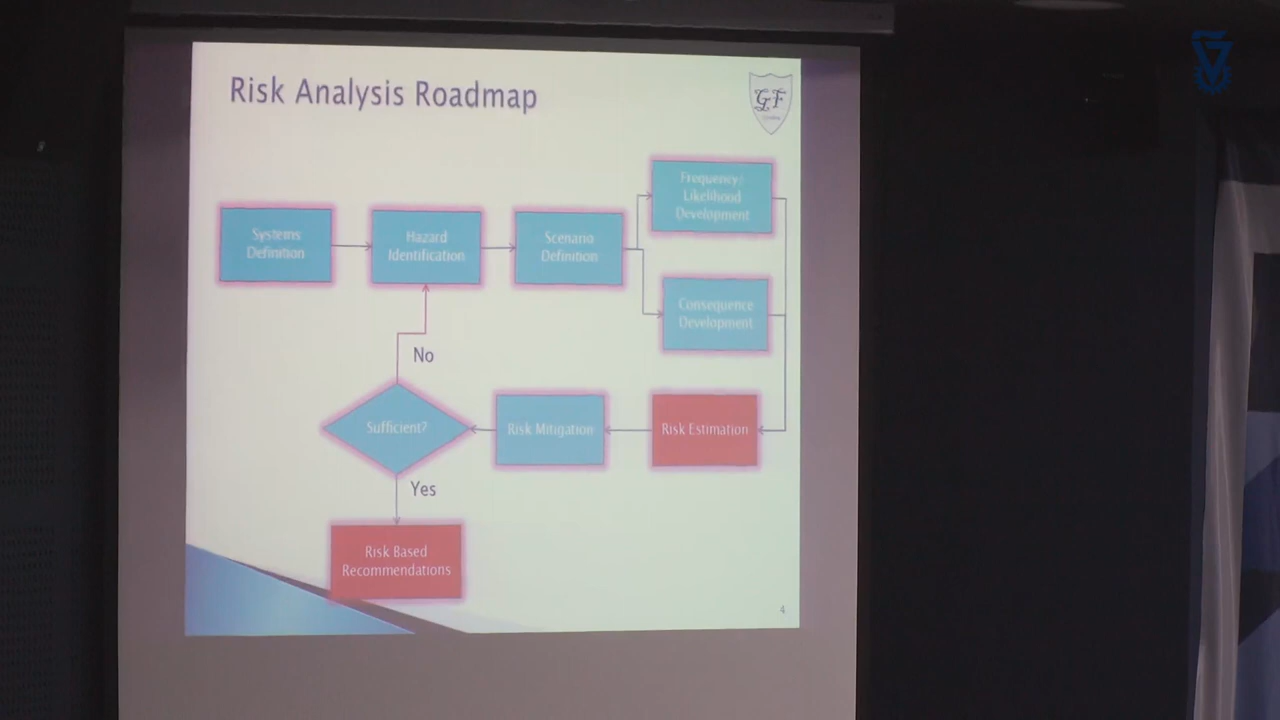 Risk Analysis Roadmap
GF
Systems
Definition
Hazard
Identification
Scenario
Definition
Frequency/
Likelihood
Development
Consequence
Development
No
Sufficient?
Risk Mitigation
Risk Estimation
Yes
Risk Based
Recommendations
4